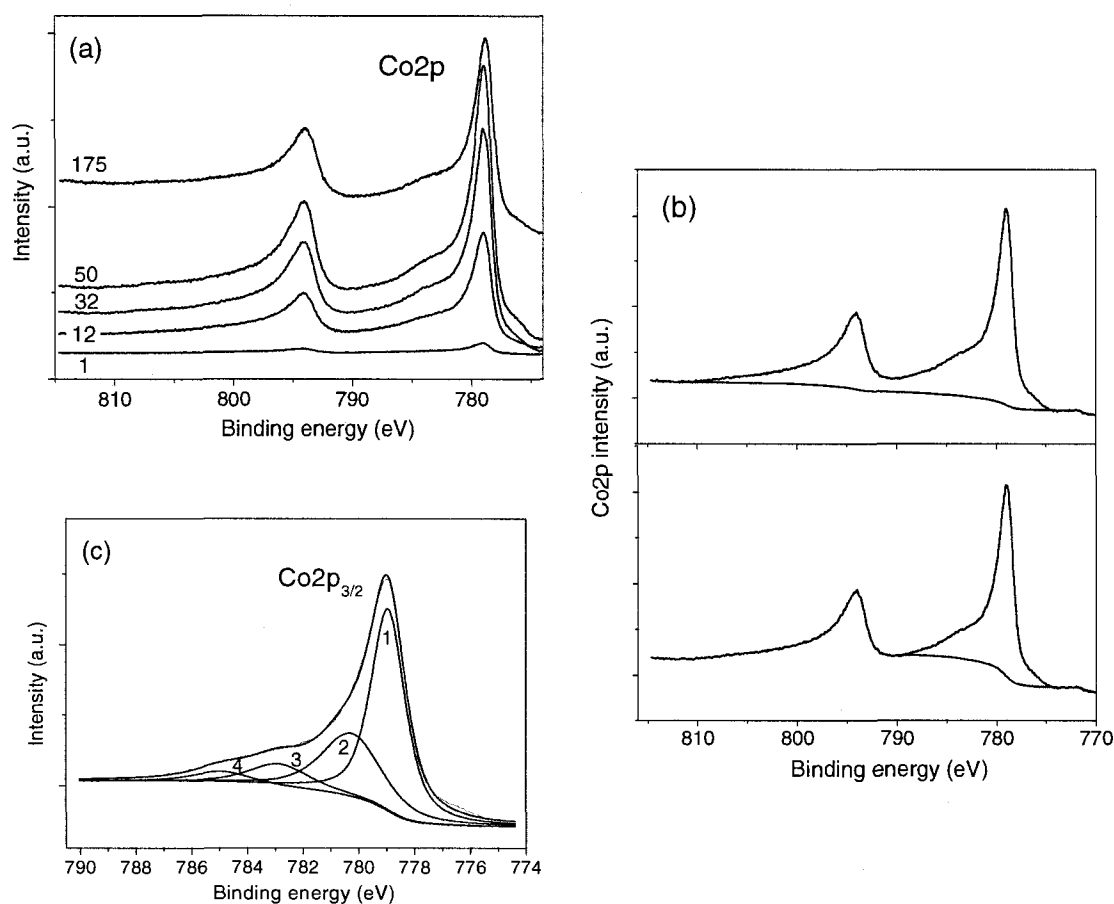 (a)
Co2p
175
50
32
12
1
810 800 790 780
Binding energy (eV)
Intensity (a.u.)
(b)
Co2p intensity (a.u.)
810 800 790 780 770
Binding energy (eV)
(c)
Co2p3/2
1
2
3
4
790 788 786 784 782 780 778 776 774
Binding energy (eV)
Intensity (a.u.)